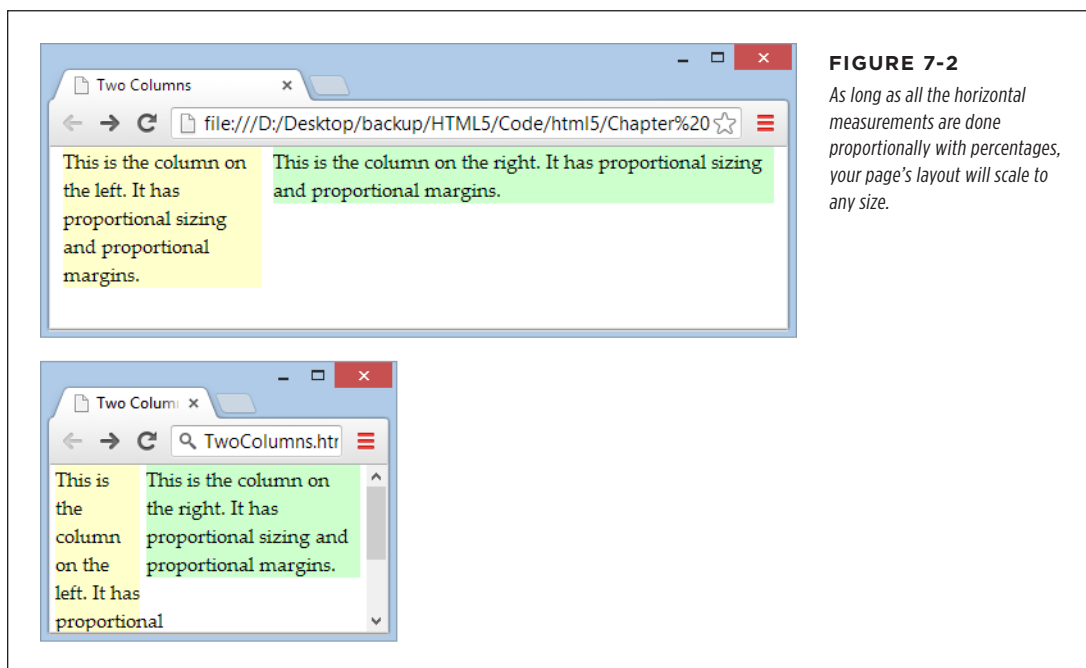 Two Columns
file:///D:/Desktop/backup/HTML5/Code/html5/Chapter%20
This is the column on
the left. It has
proportional sizing
and proportional
margins.
This is the column on the right. It has proportional sizing
and proportional margins.
FIGURE 7-2
As long as all the horizontal
measurements are done
proportionally with percentages,
your page's layout will scale to
any size.
Two Colum
TwoColumns.htr
This is
the
column
on the
left. It has
proportional
This is the column on
the right. It has
proportional sizing and
proportional margins.